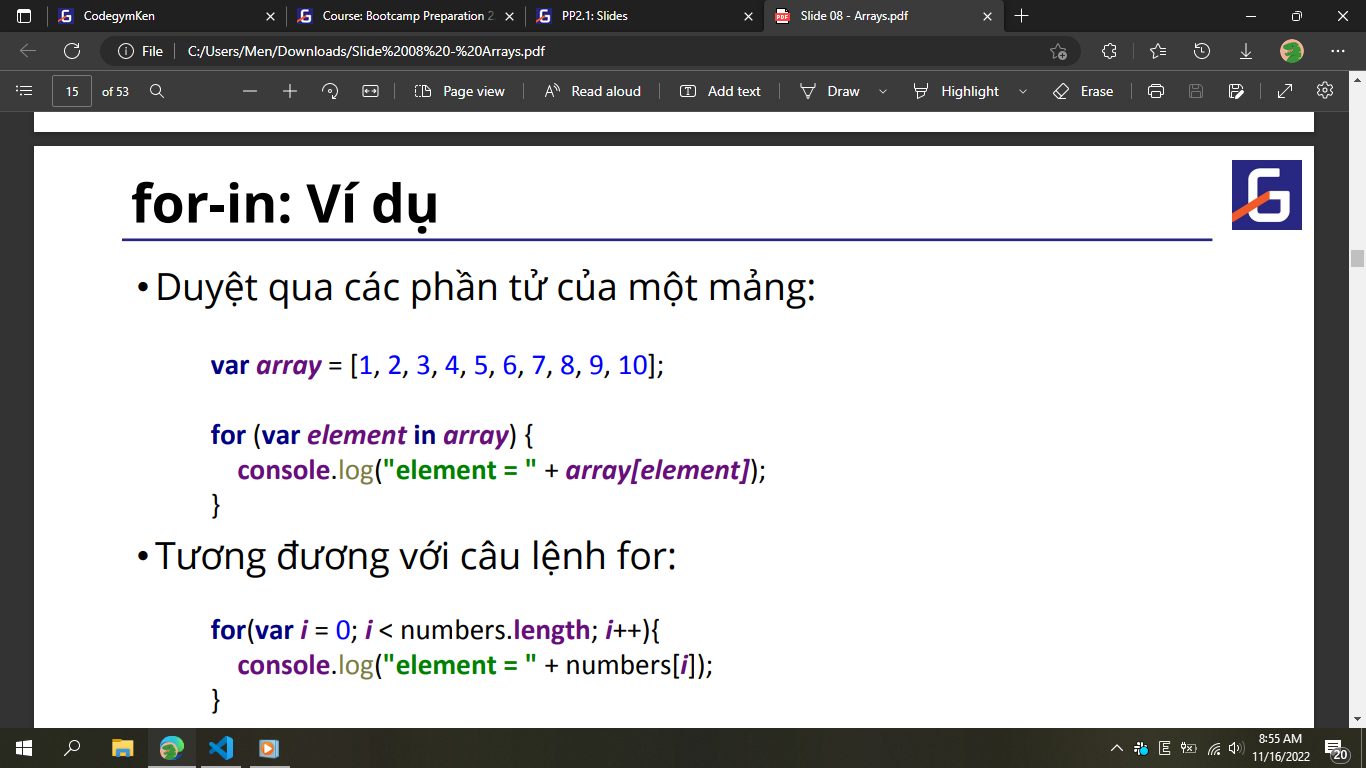 CodegymKen
Course: Bootcamp Preparation 2
PP2.1: Slides
Slide 08 - Arrays.pdf
File
C:/Users/Men/Downloads/Slide%2008%20-%20Arrays.pdf
15 of 53
Page view
Read aloud
Add text
Draw
Highlight
Erase
for-in: Ví dụ
G
• Duyệt qua các phần tử của một mảng:
var array = [1, 2, 3, 4, 5, 6, 7, 8, 9, 10];
for (var element in array) {
console.log("element = " + array[element]);
}
• Tương đương với câu lệnh for:
for(var i = 0; i < numbers.length; i++){
console.log("element = " + numbers[i]);
}
8:55 AM
11/16/2022
20